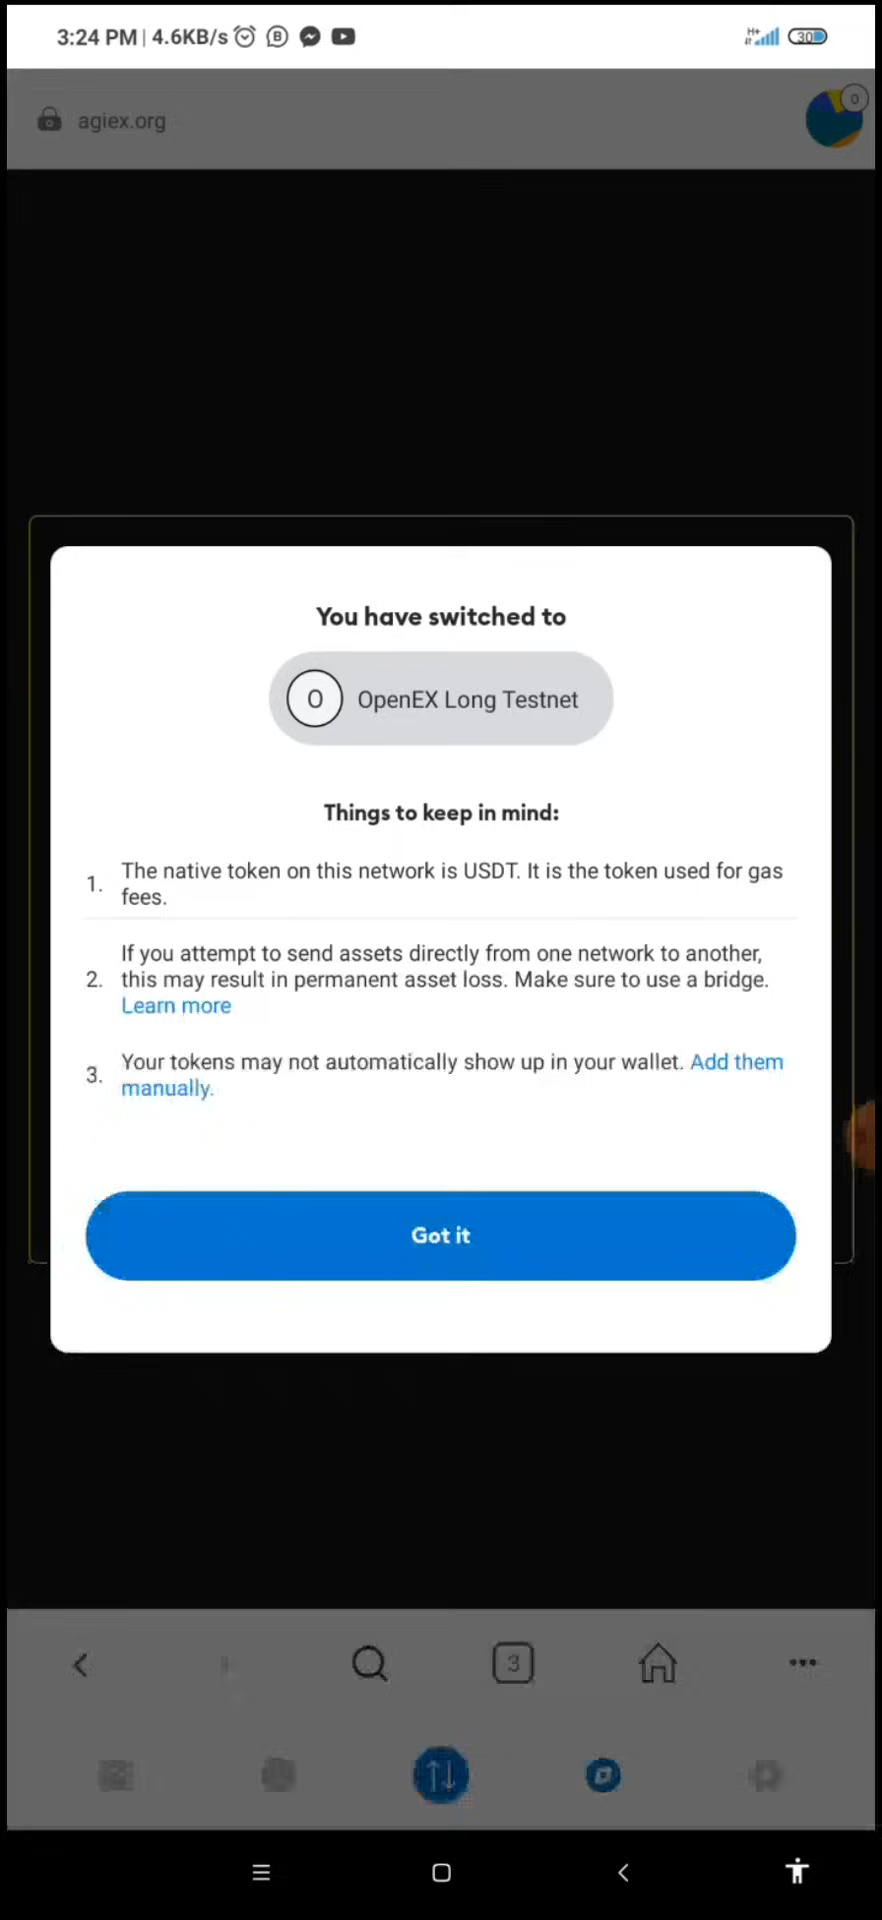 3:24 PM | 4.6KB/s
B
H+
30
agiex.org
0
You have switched to
O OpenEX Long Testnet
Things to keep in mind:
1. The native token on this network is USDT. It is the token used for gas
fees.
2. If you attempt to send assets directly from one network to another,
this may result in permanent asset loss. Make sure to use a bridge.
Learn more
3. Your tokens may not automatically show up in your wallet. Add them
manually.
Got it
3